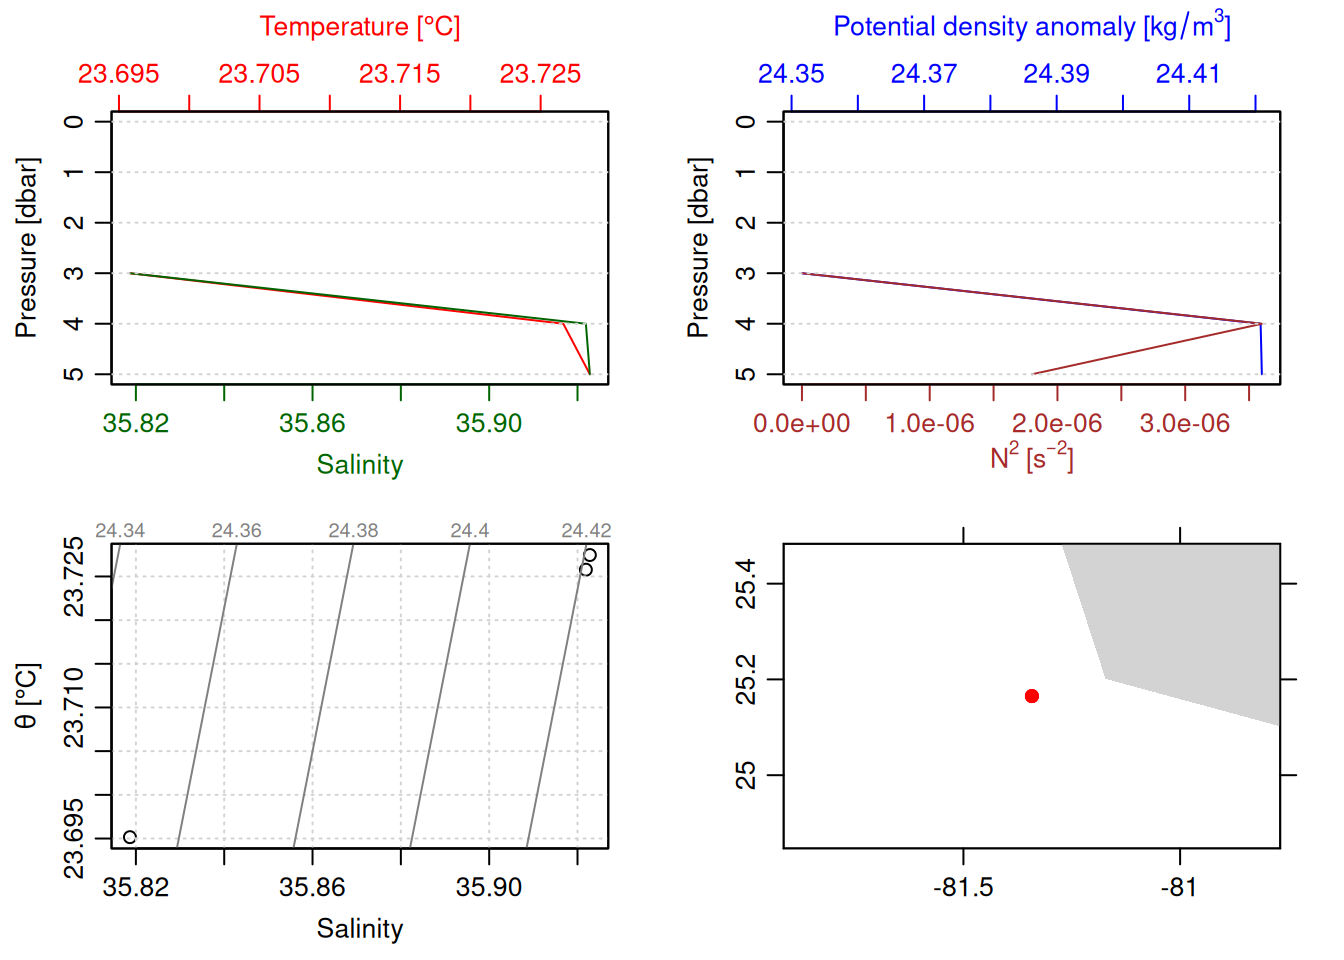 Temperature [°C]
23.695 23.705 23.715 23.725
Pressure [dbar]
0 1 2 3 4 5
35.82 35.86 35.90
Salinity
Potential density anomaly [kg/m³]
24.35 24.37 24.39 24.41
Pressure [dbar]
0 1 2 3 4 5
0.0e+00 1.0e-06 2.0e-06 3.0e-06
N² [s⁻²]
24.34 24.36 24.38 24.4 24.42
θ [°C]
23.695 23.710 23.725
35.82 35.86 35.90
Salinity
25.4
25.2
25
-81.5 -81